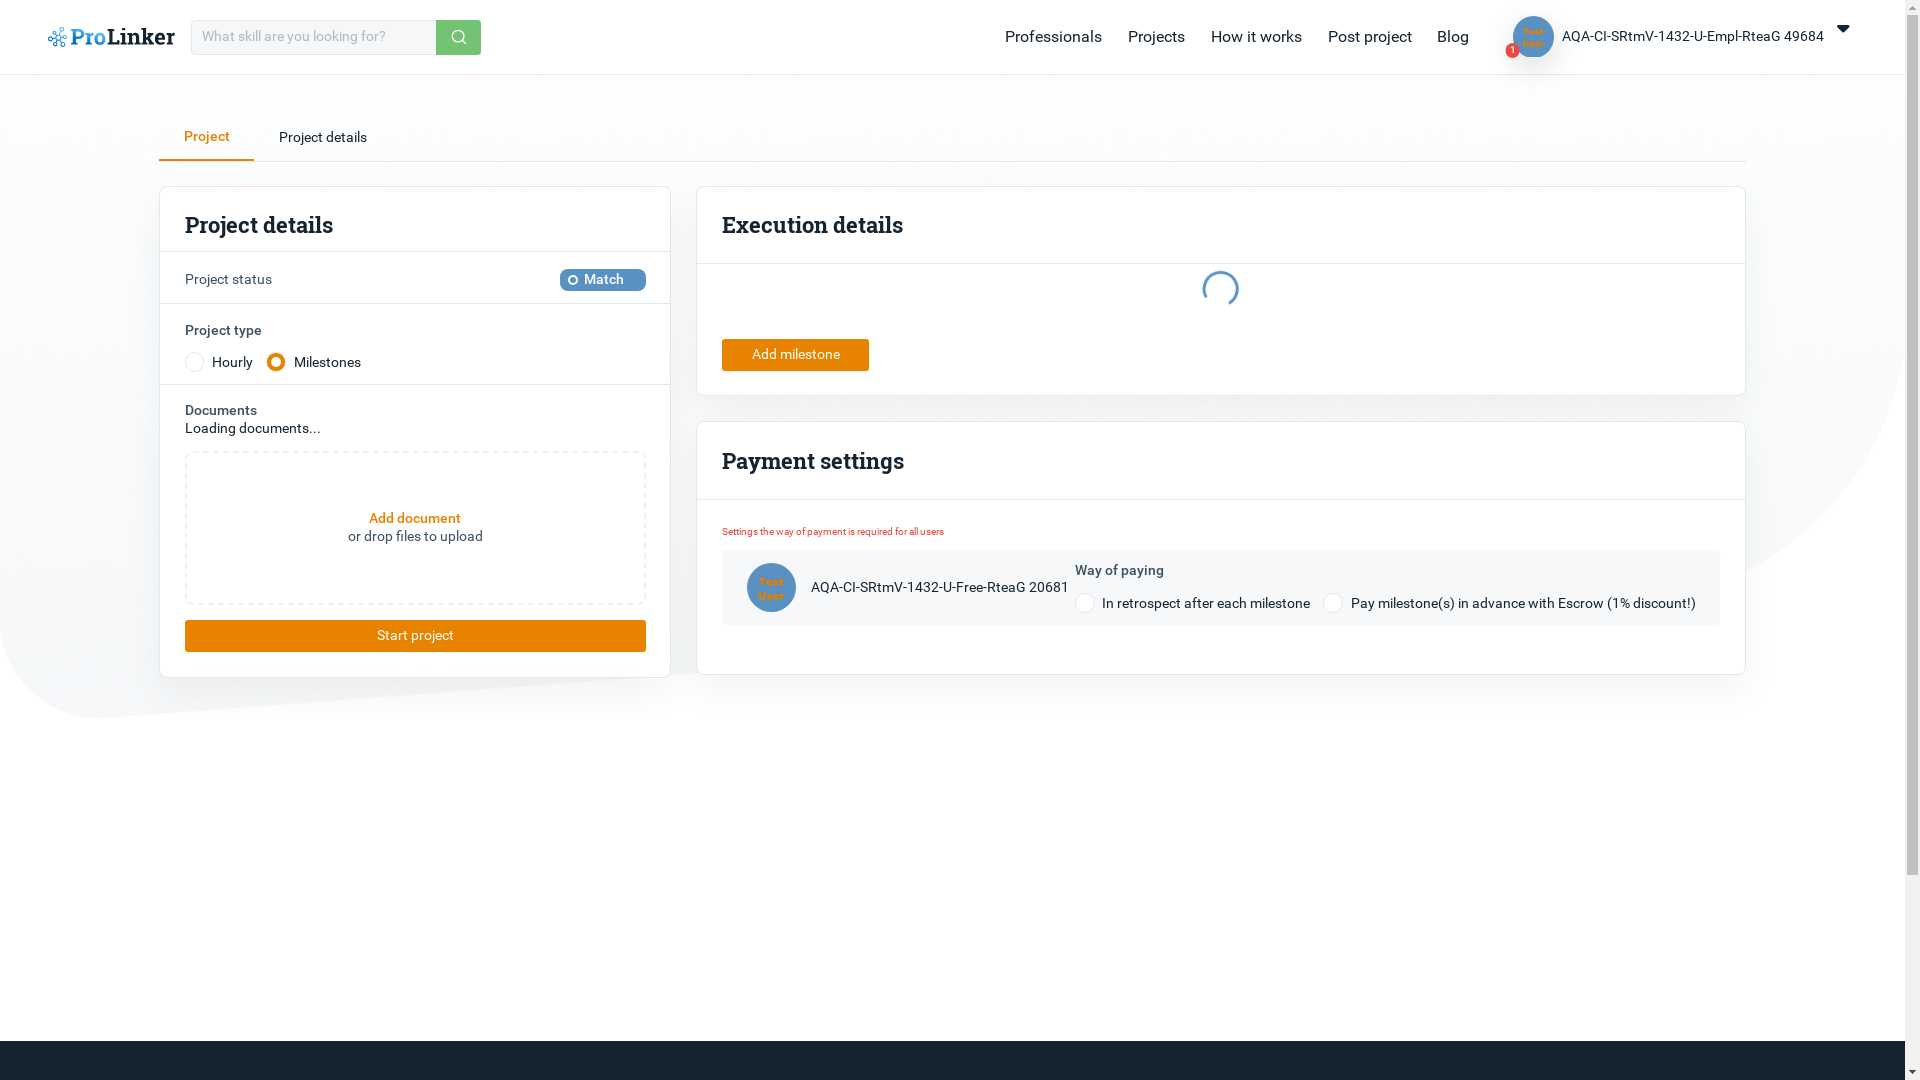 ProLinker
What skill are you looking for?
Professionals
Projects
How it works
Post project
Blog
Test
User
1
AQA-CI-SRtmV-1432-U-Empl-RteaG 49684
Project
Project details
Project details
Project status
Match
Project type
Hourly
Milestones
Documents
Loading documents...
Add document
or drop files to upload
Start project
Execution details
Add milestone
Payment settings
Settings the way of payment is required for all users
Test
User
AQA-CI-SRtmV-1432-U-Free-RteaG 20681
Way of paying
In retrospect after each milestone
Pay milestone(s) in advance with Escrow (1% discount!)